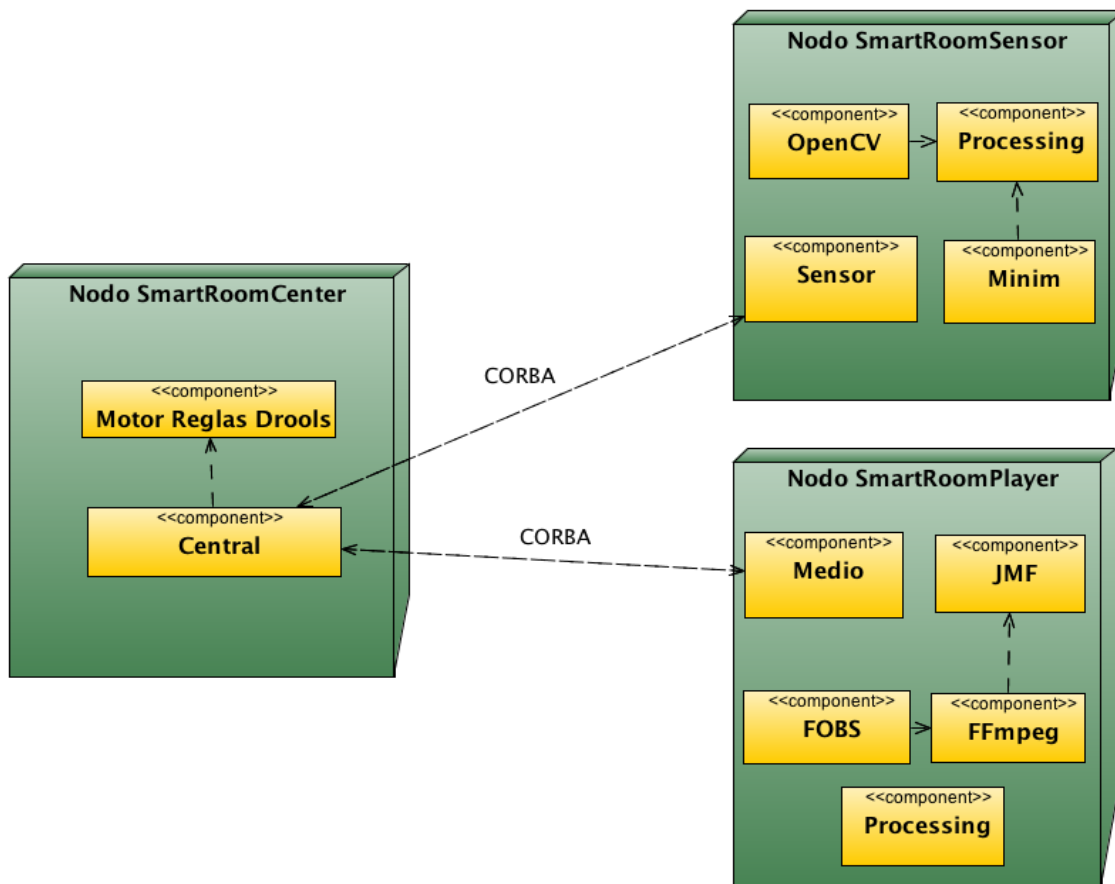 Nodo SmartRoomSensor
<<component>>
OpenCV
<<component>>
Processing
<<component>>
Sensor
<<component>>
Minim
Nodo SmartRoomCenter
<<component>>
Motor Reglas Drools
<<component>>
Central
CORBA
CORBA
Nodo SmartRoomPlayer
<<component>>
Medio
<<component>>
JMF
<<component>>
FOBS
<<component>>
FFmpeg
<<component>>
Processing